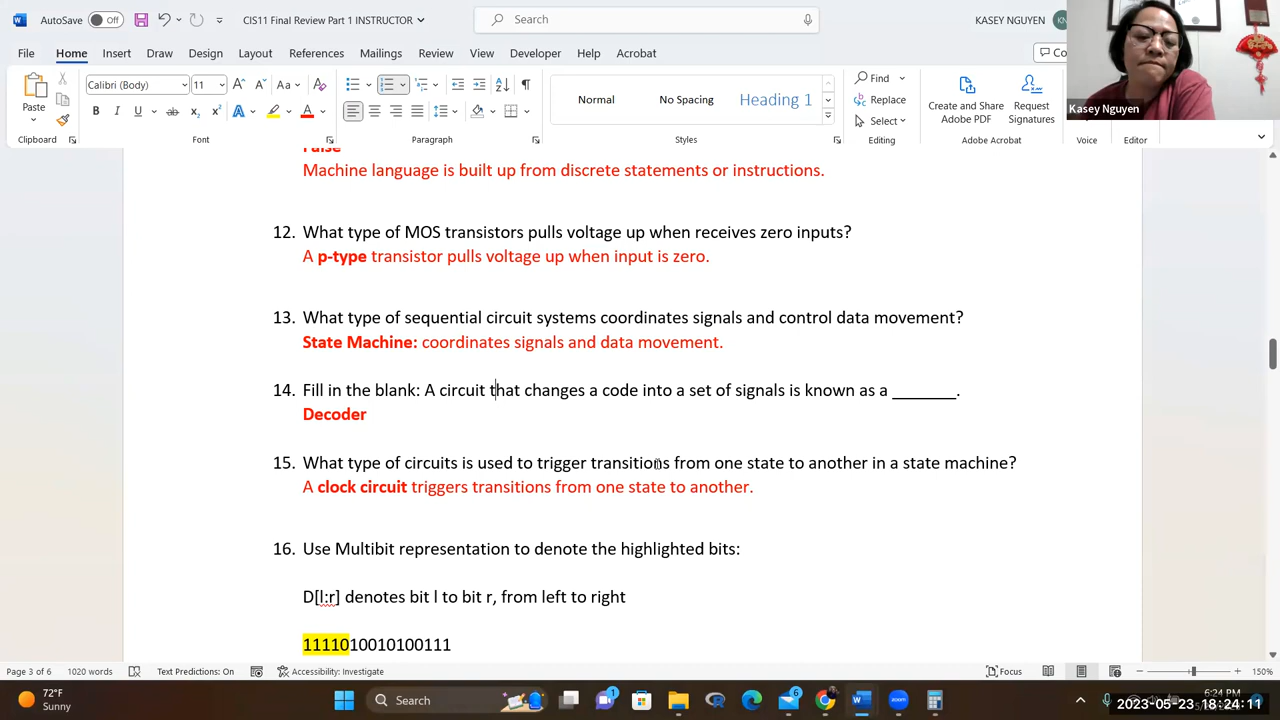 AutoSave Off CIS11 Final Review Part 1 INSTRUCTOR Search KASEY NGUYEN KN
File Home Insert Draw Design Layout References Mailings Review View Developer Help Acrobat Co
Paste Calibri (Body) 11 Aa Normal No Spacing Heading 1 Find Replace Select Create and Share Adobe PDF Request Signatures
B I U A A
Clipboard Font Paragraph Styles Editing Adobe Acrobat Voice Editor
Kasey Nguyen
False
Machine language is built up from discrete statements or instructions.
12. What type of MOS transistors pulls voltage up when receives zero inputs?
A p-type transistor pulls voltage up when input is zero.
13. What type of sequential circuit systems coordinates signals and control data movement?
State Machine: coordinates signals and data movement.
14. Fill in the blank: A circuit that changes a code into a set of signals is known as a _______.
Decoder
15. What type of circuits is used to trigger transitions from one state to another in a state machine?
A clock circuit triggers transitions from one state to another.
16. Use Multibit representation to denote the highlighted bits:
D[l:r] denotes bit l to bit r, from left to right
1111010010100111
Page 3 of 6 1020 words Text Predictions: On Accessibility: Investigate Focus 150%
72°F
Sunny
Search
1
6
zoom
6:24 PM
2023-05-23 18:24:11